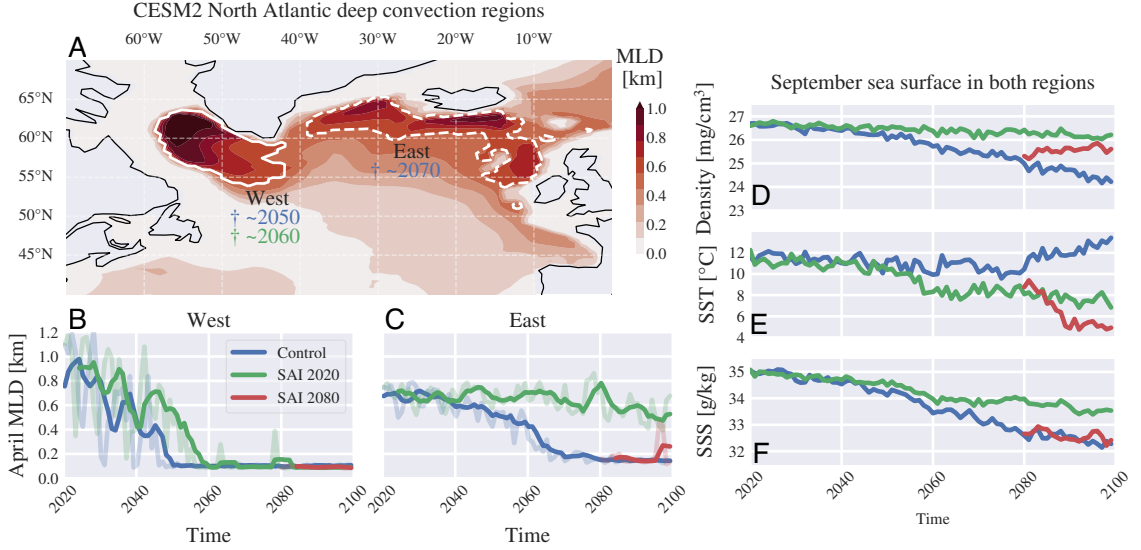 CESM2 North Atlantic deep convection regions
A
60°W 50°W 40°W 30°W 20°W 10°W
MLD
[km]
65°N
60°N
55°N
50°N
45°N
1.0
0.8
0.6
0.4
0.2
0.0
East
† ~2070
West
† ~2050
† ~2060
B
West
April MLD [km]
1.2
1.0
0.8
0.6
0.4
0.2
0.0
Control
SAI 2020
SAI 2080
2020 2040 2060 2080 2100
Time
C
East
2020 2040 2060 2080 2100
Time
September sea surface in both regions
Density [mg/cm³]
27
26
25
24
23
D
SST [°C]
12
10
8
6
4
E
SSS [g/kg]
35
34
33
32
F
2020 2040 2060 2080 2100
Time